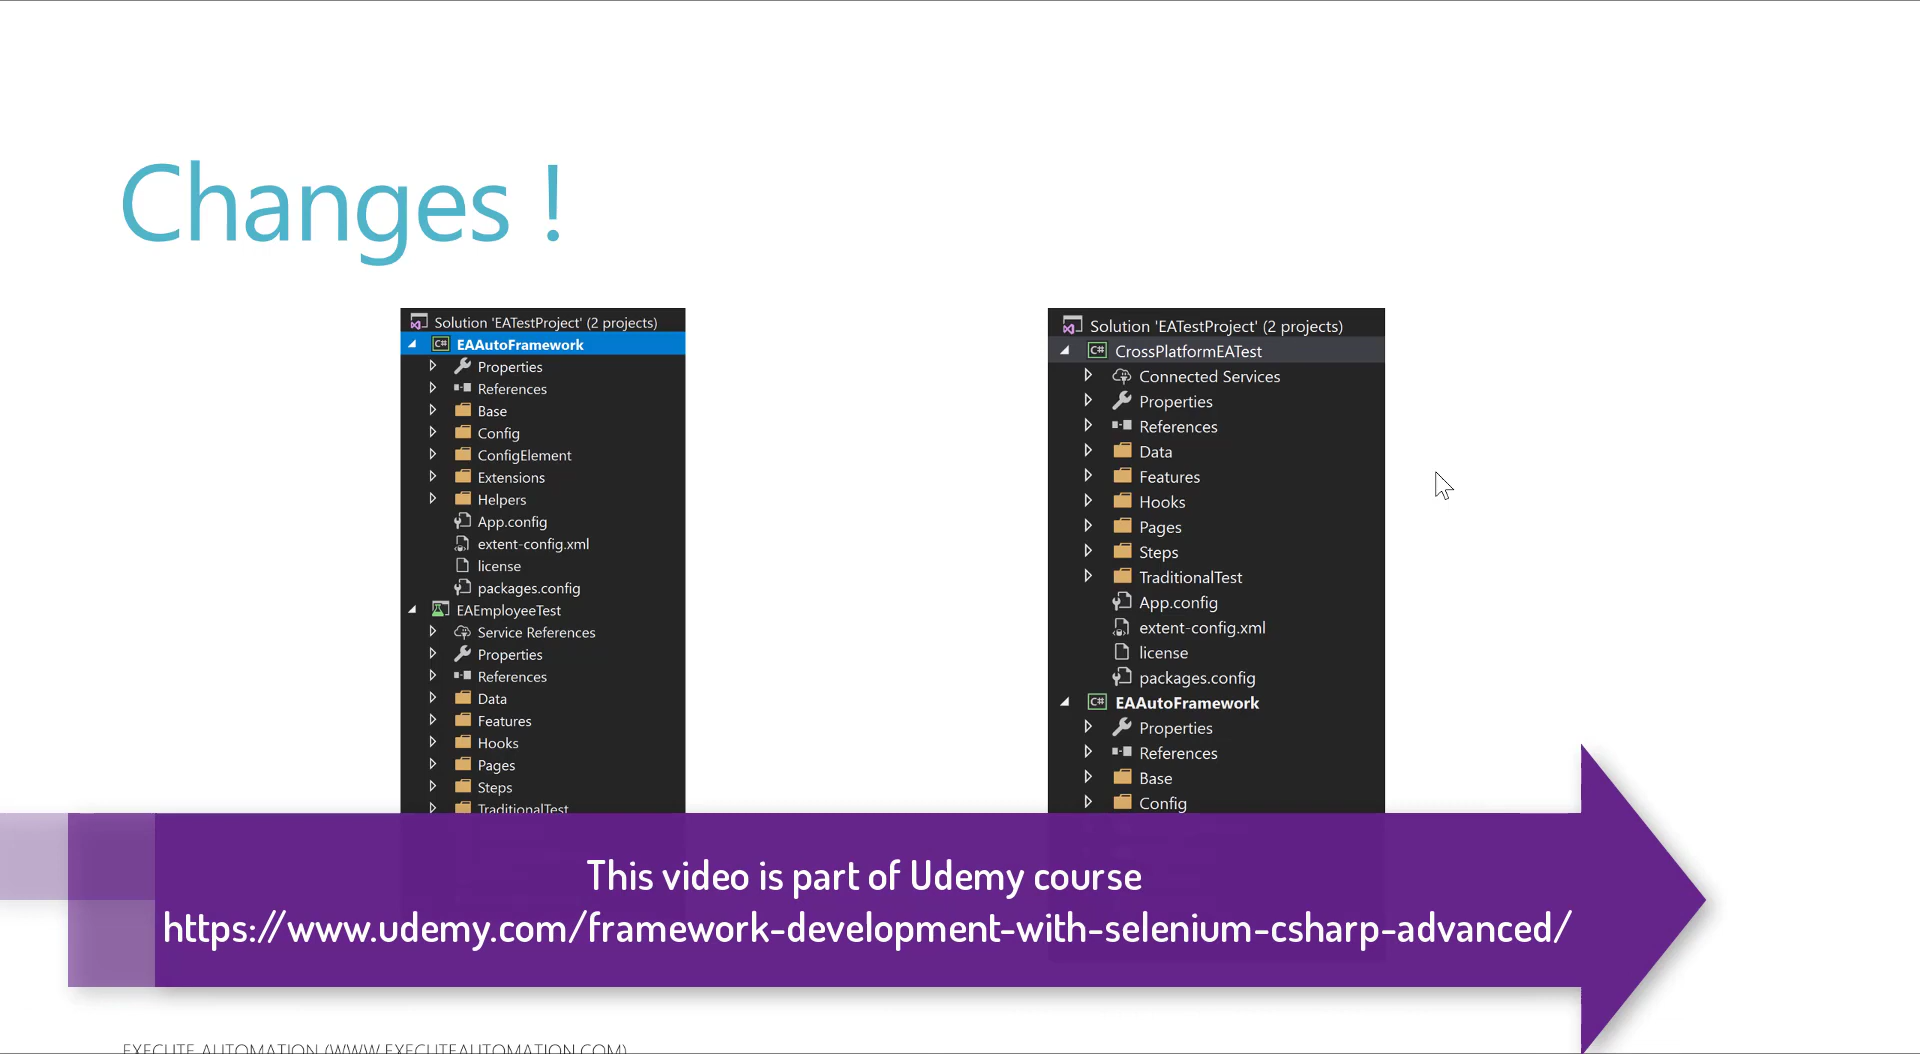 Changes !
Solution 'EATestProject' (2 projects)
EAAutoFramework
Properties
References
Base
Config
ConfigElement
Extensions
Helpers
App.config
extent-config.xml
license
packages.config
EAEmployeeTest
Service References
Properties
References
Data
Features
Hooks
Pages
Steps
TraditionalTest
Solution 'EATestProject' (2 projects)
CrossPlatformEATest
Connected Services
Properties
References
Data
Features
Hooks
Pages
Steps
TraditionalTest
App.config
extent-config.xml
license
packages.config
EAAutoFramework
Properties
References
Base
Config
This video is part of Udemy course
https://www.udemy.com/framework-development-with-selenium-csharp-advanced/
EXECUTE AUTOMATION (WWW.EXECUTEAUTOMATION.COM)